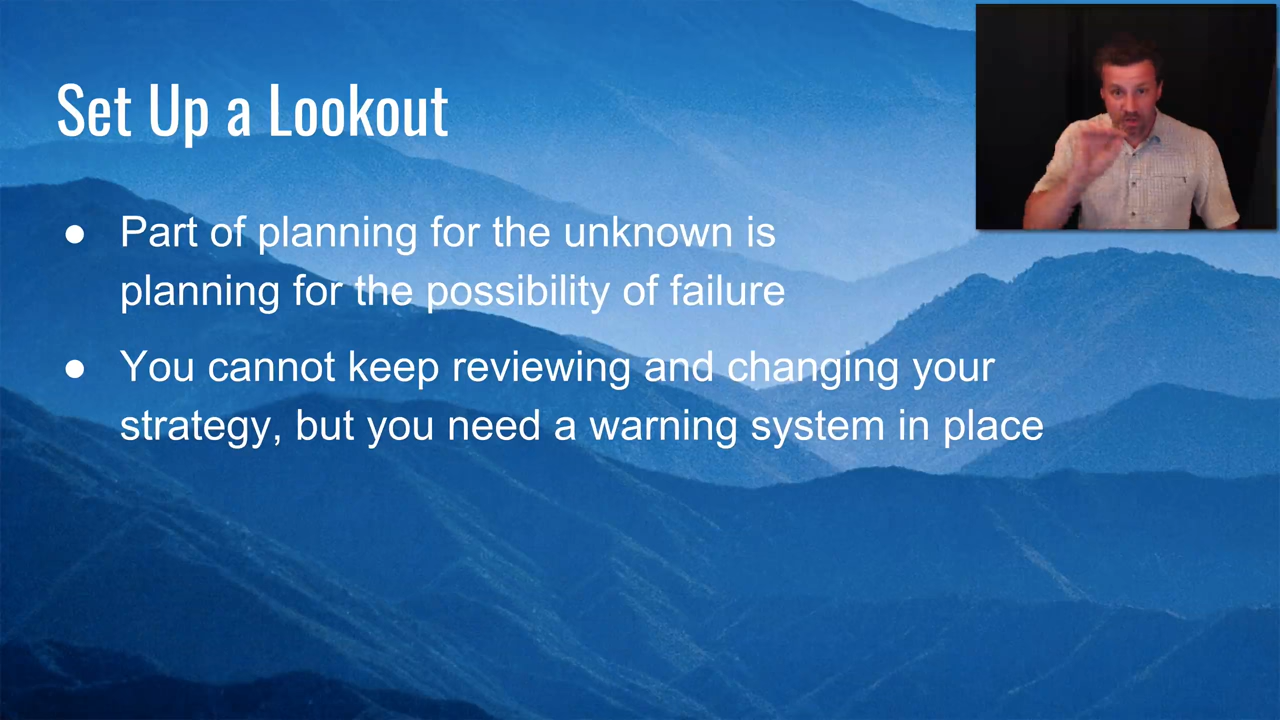 Set Up a Lookout
● Part of planning for the unknown is
planning for the possibility of failure
● You cannot keep reviewing and changing your
strategy, but you need a warning system in place